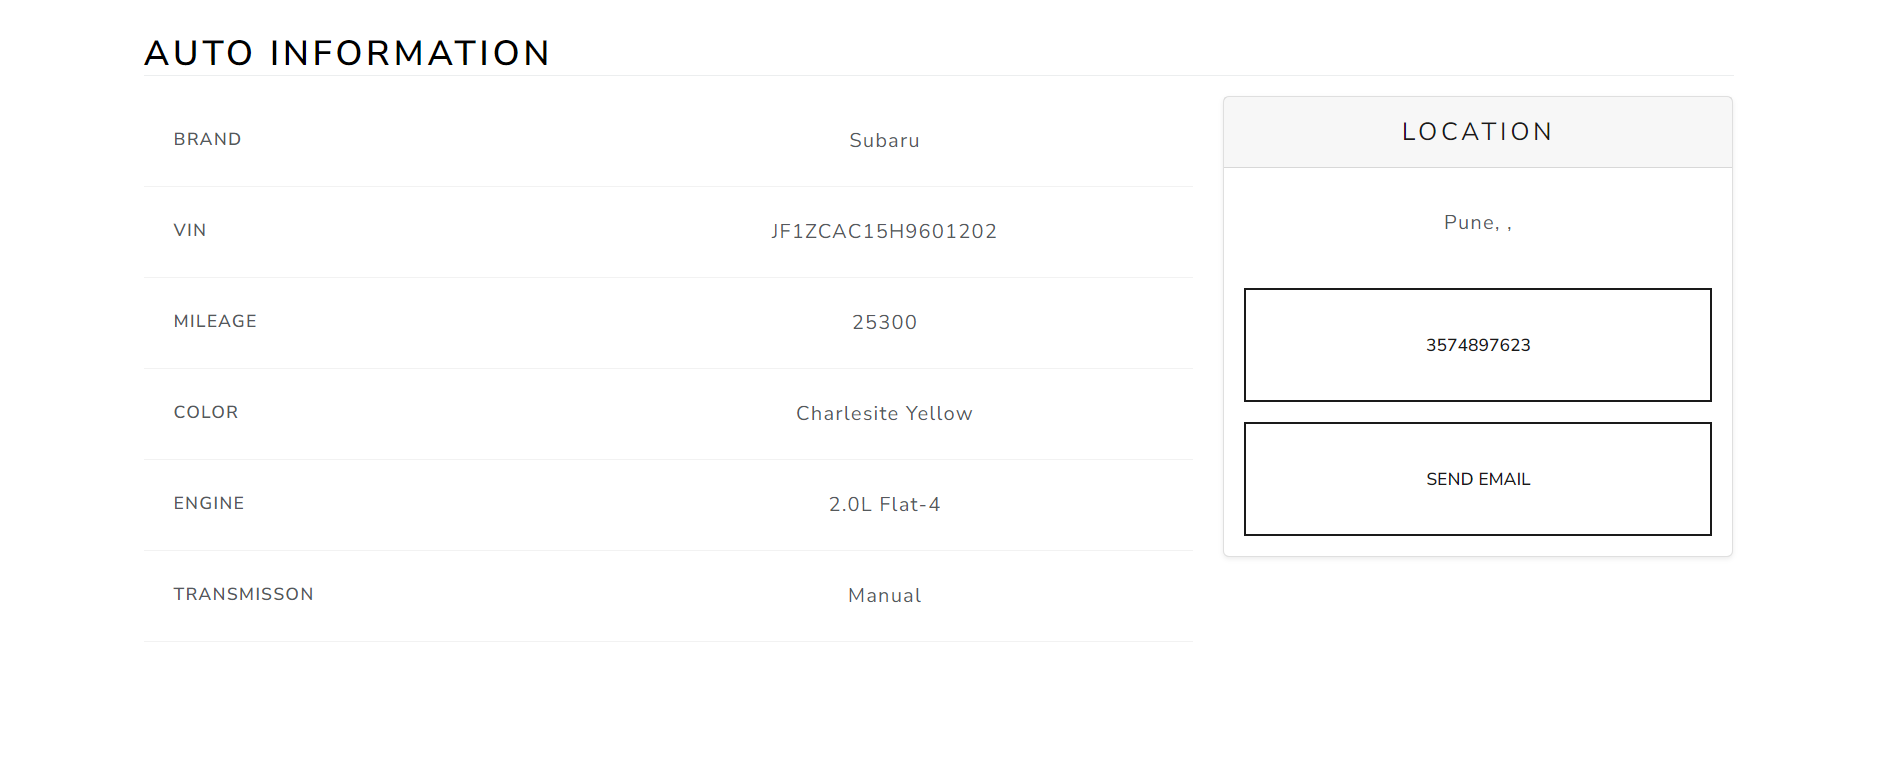 AUTO INFORMATION
BRAND Subaru
VIN JF1ZCAC15H9601202
MILEAGE 25300
COLOR Charlesite Yellow
ENGINE 2.0L Flat-4
TRANSMISSON Manual
LOCATION
Pune, ,
3574897623
SEND EMAIL